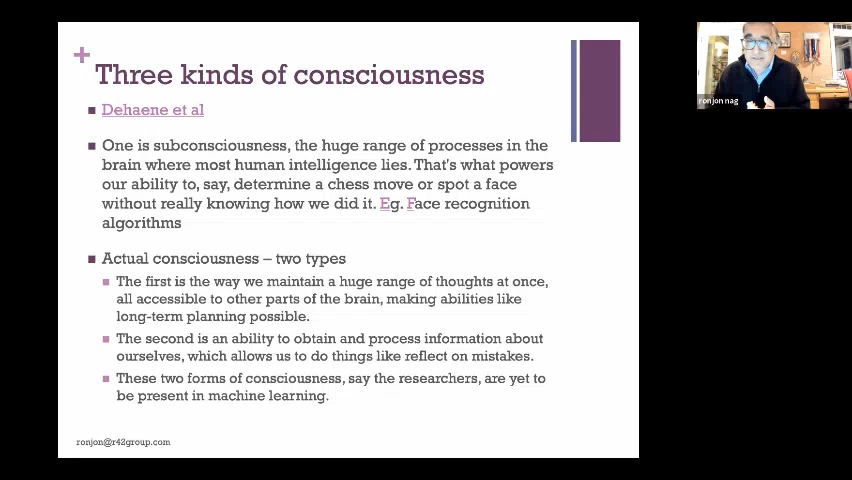 +
Three kinds of consciousness
Dehaene et al
One is subconsciousness, the huge range of processes in the
brain where most human intelligence lies. That's what powers
our ability to, say, determine a chess move or spot a face
without really knowing how we did it. Eg. Face recognition
algorithms
Actual consciousness – two types
The first is the way we maintain a huge range of thoughts at once,
all accessible to other parts of the brain, making abilities like
long-term planning possible.
The second is an ability to obtain and process information about
ourselves, which allows us to do things like reflect on mistakes.
These two forms of consciousness, say the researchers, are yet to
be present in machine learning.
ronjon@r42group.com
ronjon nag